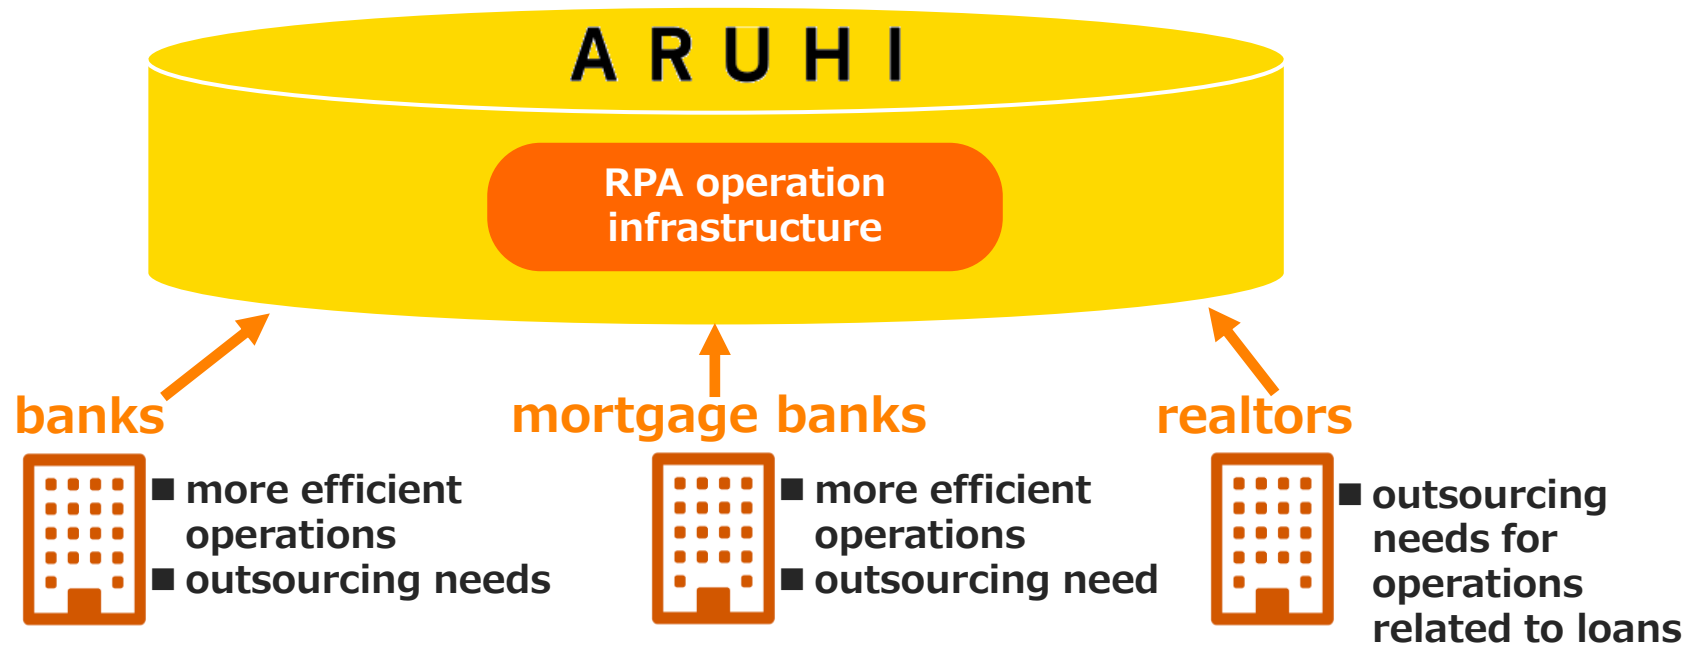 ARUHI
RPA operation
infrastructure
banks
■ more efficient
operations
■ outsourcing needs
mortgage banks
■ more efficient
operations
■ outsourcing need
realtors
■ outsourcing
needs for
operations
related to loans